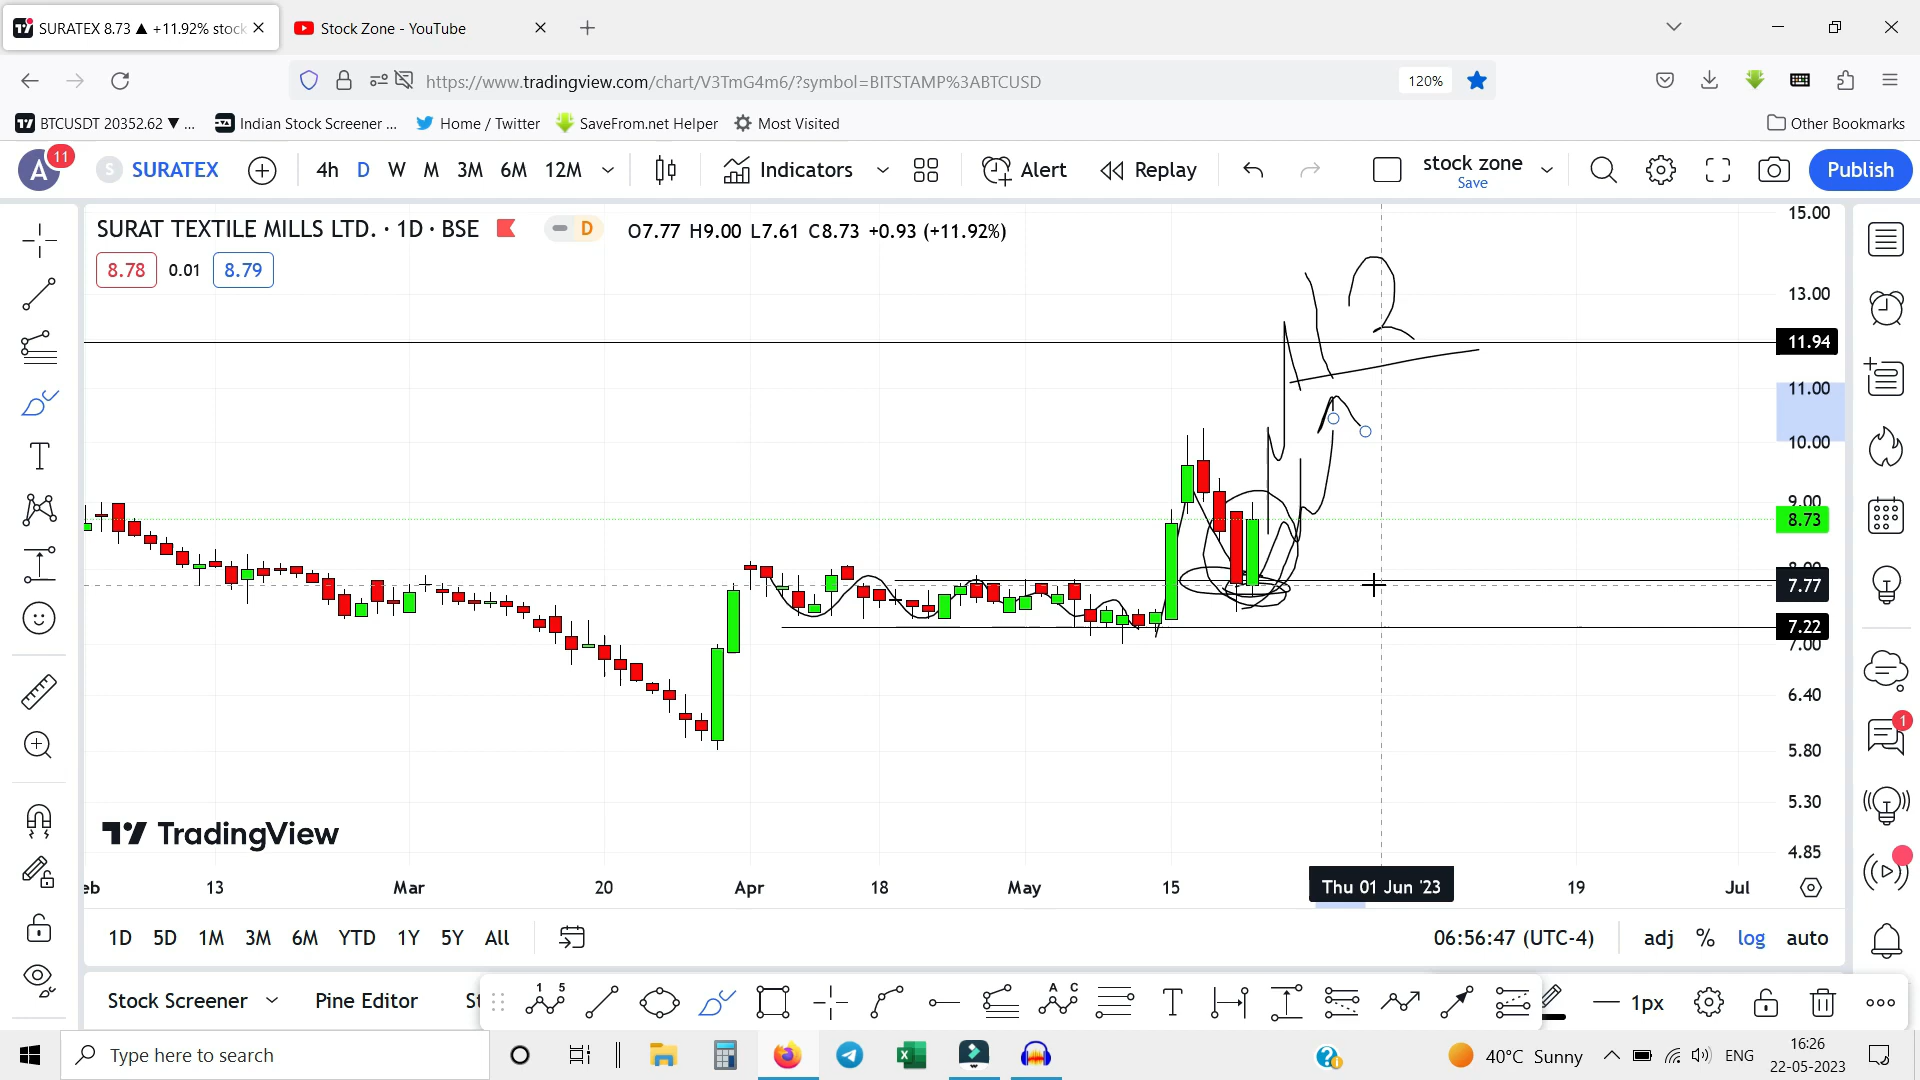 SURATEX 8.73 ▲ +11.92% stock
Stock Zone - YouTube
https://www.tradingview.com/chart/V3TmG4m6/?symbol=BITSTAMP%3ABTCUSD
120%
BTCUSDT 20352.62 ▼ ...
Indian Stock Screener ...
Home / Twitter
SaveFrom.net Helper
Most Visited
Other Bookmarks
A 11
S SURATEX
4h D W M 3M 6M 12M
Indicators
Alert
Replay
stock zone
Save
Publish
SURAT TEXTILE MILLS LTD. · 1D · BSE
D
O7.77 H9.00 L7.61 C8.73 +0.93 (+11.92%)
8.78 0.01 8.79
12
15.00
13.00
11.94
11.00
10.00
9.00
8.73
7.77
7.22
7.00
6.40
5.80
5.30
4.85
TradingView
13 Mar 20 Apr 18 May 15 Thu 01 Jun '23 19 Jul
1D 5D 1M 3M 6M YTD 1Y 5Y All
06:56:47 (UTC-4)
adj % log auto
Stock Screener
Pine Editor
1px
1
Type here to search
40°C Sunny
ENG
16:26
22-05-2023